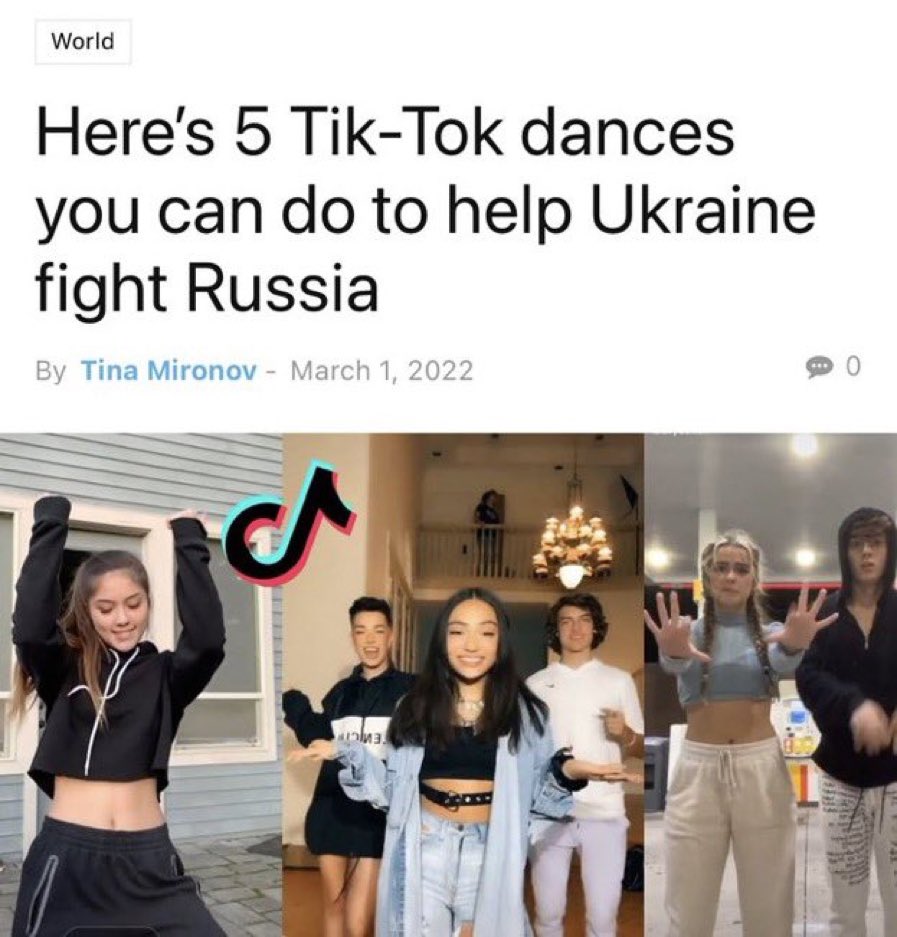 World
Here's 5 Tik-Tok dances
you can do to help Ukraine
fight Russia
By Tina Mironov - March 1, 2022
0